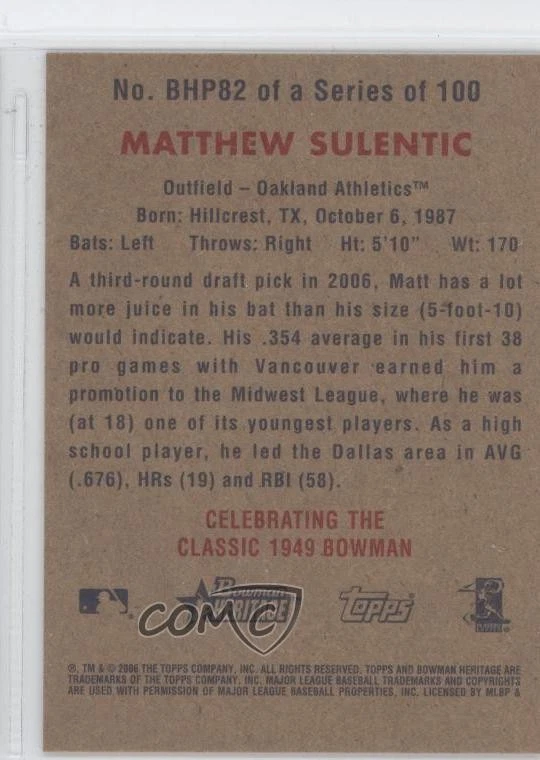 No. BHP82 of a Series of 100
MATTHEW SULENTIC
Outfield – Oakland Athletics™
Born: Hillcrest, TX, October 6, 1987
Bats: Left Throws: Right Ht: 5'10" Wt: 170
A third-round draft pick in 2006, Matt has a lot
more juice in his bat than his size (5-foot-10)
would indicate. His .354 average in his first 38
pro games with Vancouver earned him a
promotion to the Midwest League, where he was
(at 18) one of its youngest players. As a high
school player, he led the Dallas area in AVG
(.676), HRs (19) and RBI (58).
CELEBRATING THE
CLASSIC 1949 BOWMAN
BOWMAN
HERITAGE
COMC
Topps
®, TM & © 2006 THE TOPPS COMPANY, INC. ALL RIGHTS RESERVED. TOPPS AND BOWMAN HERITAGE ARE
TRADEMARKS OF THE TOPPS COMPANY, INC. MAJOR LEAGUE BASEBALL TRADEMARKS AND COPYRIGHTS
ARE USED WITH PERMISSION OF MAJOR LEAGUE BASEBALL PROPERTIES, INC. LICENSED BY MLBP &